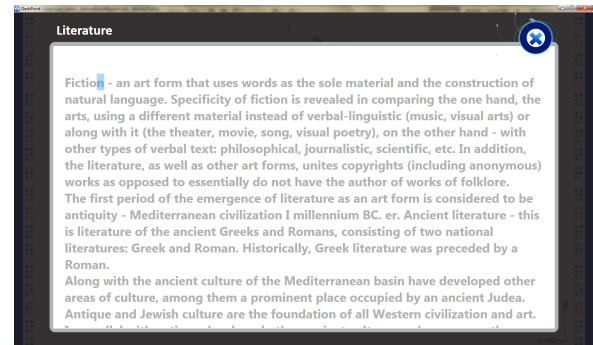 DashPoint
Literature
Fiction - an art form that uses words as the sole material and the construction of
natural language. Specificity of fiction is revealed in comparing the one hand, the
arts, using a different material instead of verbal-linguistic (music, visual arts) or
along with it (the theater, movie, song, visual poetry), on the other hand - with
other types of verbal text: philosophical, journalistic, scientific, etc. In addition,
the literature, as well as other art forms, unites copyrights (including anonymous)
works as opposed to essentially do not have the author of works of folklore.
The first period of the emergence of literature as an art form is considered to be
antiquity - Mediterranean civilization I millennium BC. er. Ancient literature - this
is literature of the ancient Greeks and Romans, consisting of two national
literatures: Greek and Roman. Historically, Greek literature was preceded by a
Roman.
Along with the ancient culture of the Mediterranean basin have developed other
areas of culture, among them a prominent place occupied by an ancient Judea.
Antique and Jewish culture are the foundation of all Western civilization and art.